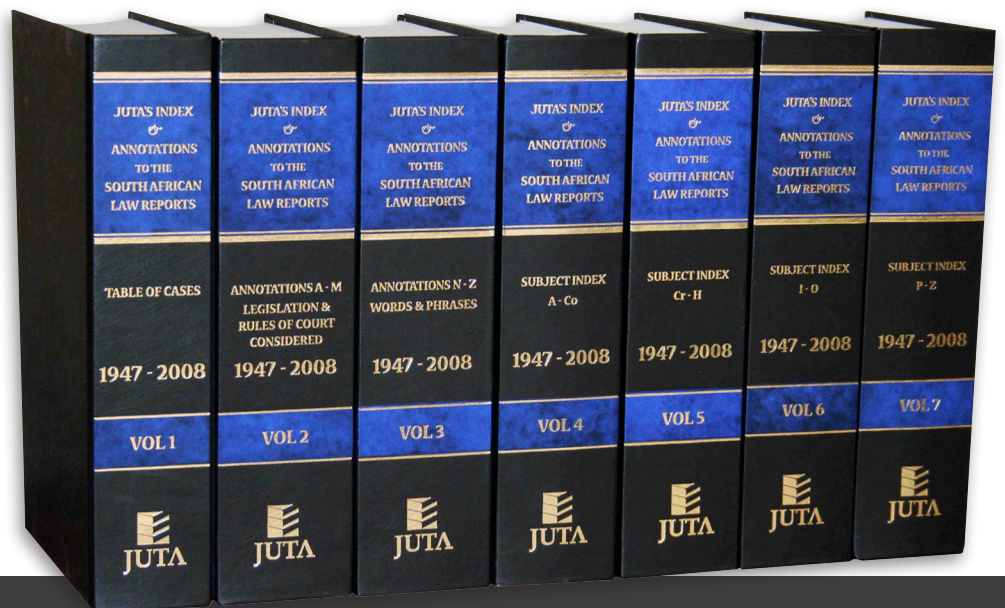 JUTA'S INDEX
&
ANNOTATIONS
TO THE
SOUTH AFRICAN
LAW REPORTS
TABLE OF CASES
1947 - 2008
VOL 1
JUTA
JUTA'S INDEX
&
ANNOTATIONS
TO THE
SOUTH AFRICAN
LAW REPORTS
ANNOTATIONS A - M
LEGISLATION &
RULES OF COURT
CONSIDERED
1947 - 2008
VOL 2
JUTA
JUTA'S INDEX
&
ANNOTATIONS
TO THE
SOUTH AFRICAN
LAW REPORTS
ANNOTATIONS N - Z
WORDS & PHRASES
1947 - 2008
VOL 3
JUTA
JUTA'S INDEX
&
ANNOTATIONS
TO THE
SOUTH AFRICAN
LAW REPORTS
SUBJECT INDEX
A - Co
1947 - 2008
VOL 4
JUTA
JUTA'S INDEX
&
ANNOTATIONS
TO THE
SOUTH AFRICAN
LAW REPORTS
SUBJECT INDEX
Cr - H
1947 - 2008
VOL 5
JUTA
JUTA'S INDEX
&
ANNOTATIONS
TO THE
SOUTH AFRICAN
LAW REPORTS
SUBJECT INDEX
I - O
1947 - 2008
VOL 6
JUTA
JUTA'S INDEX
&
ANNOTATIONS
TO THE
SOUTH AFRICAN
LAW REPORTS
SUBJECT INDEX
P - Z
1947 - 2008
VOL 7
JUTA